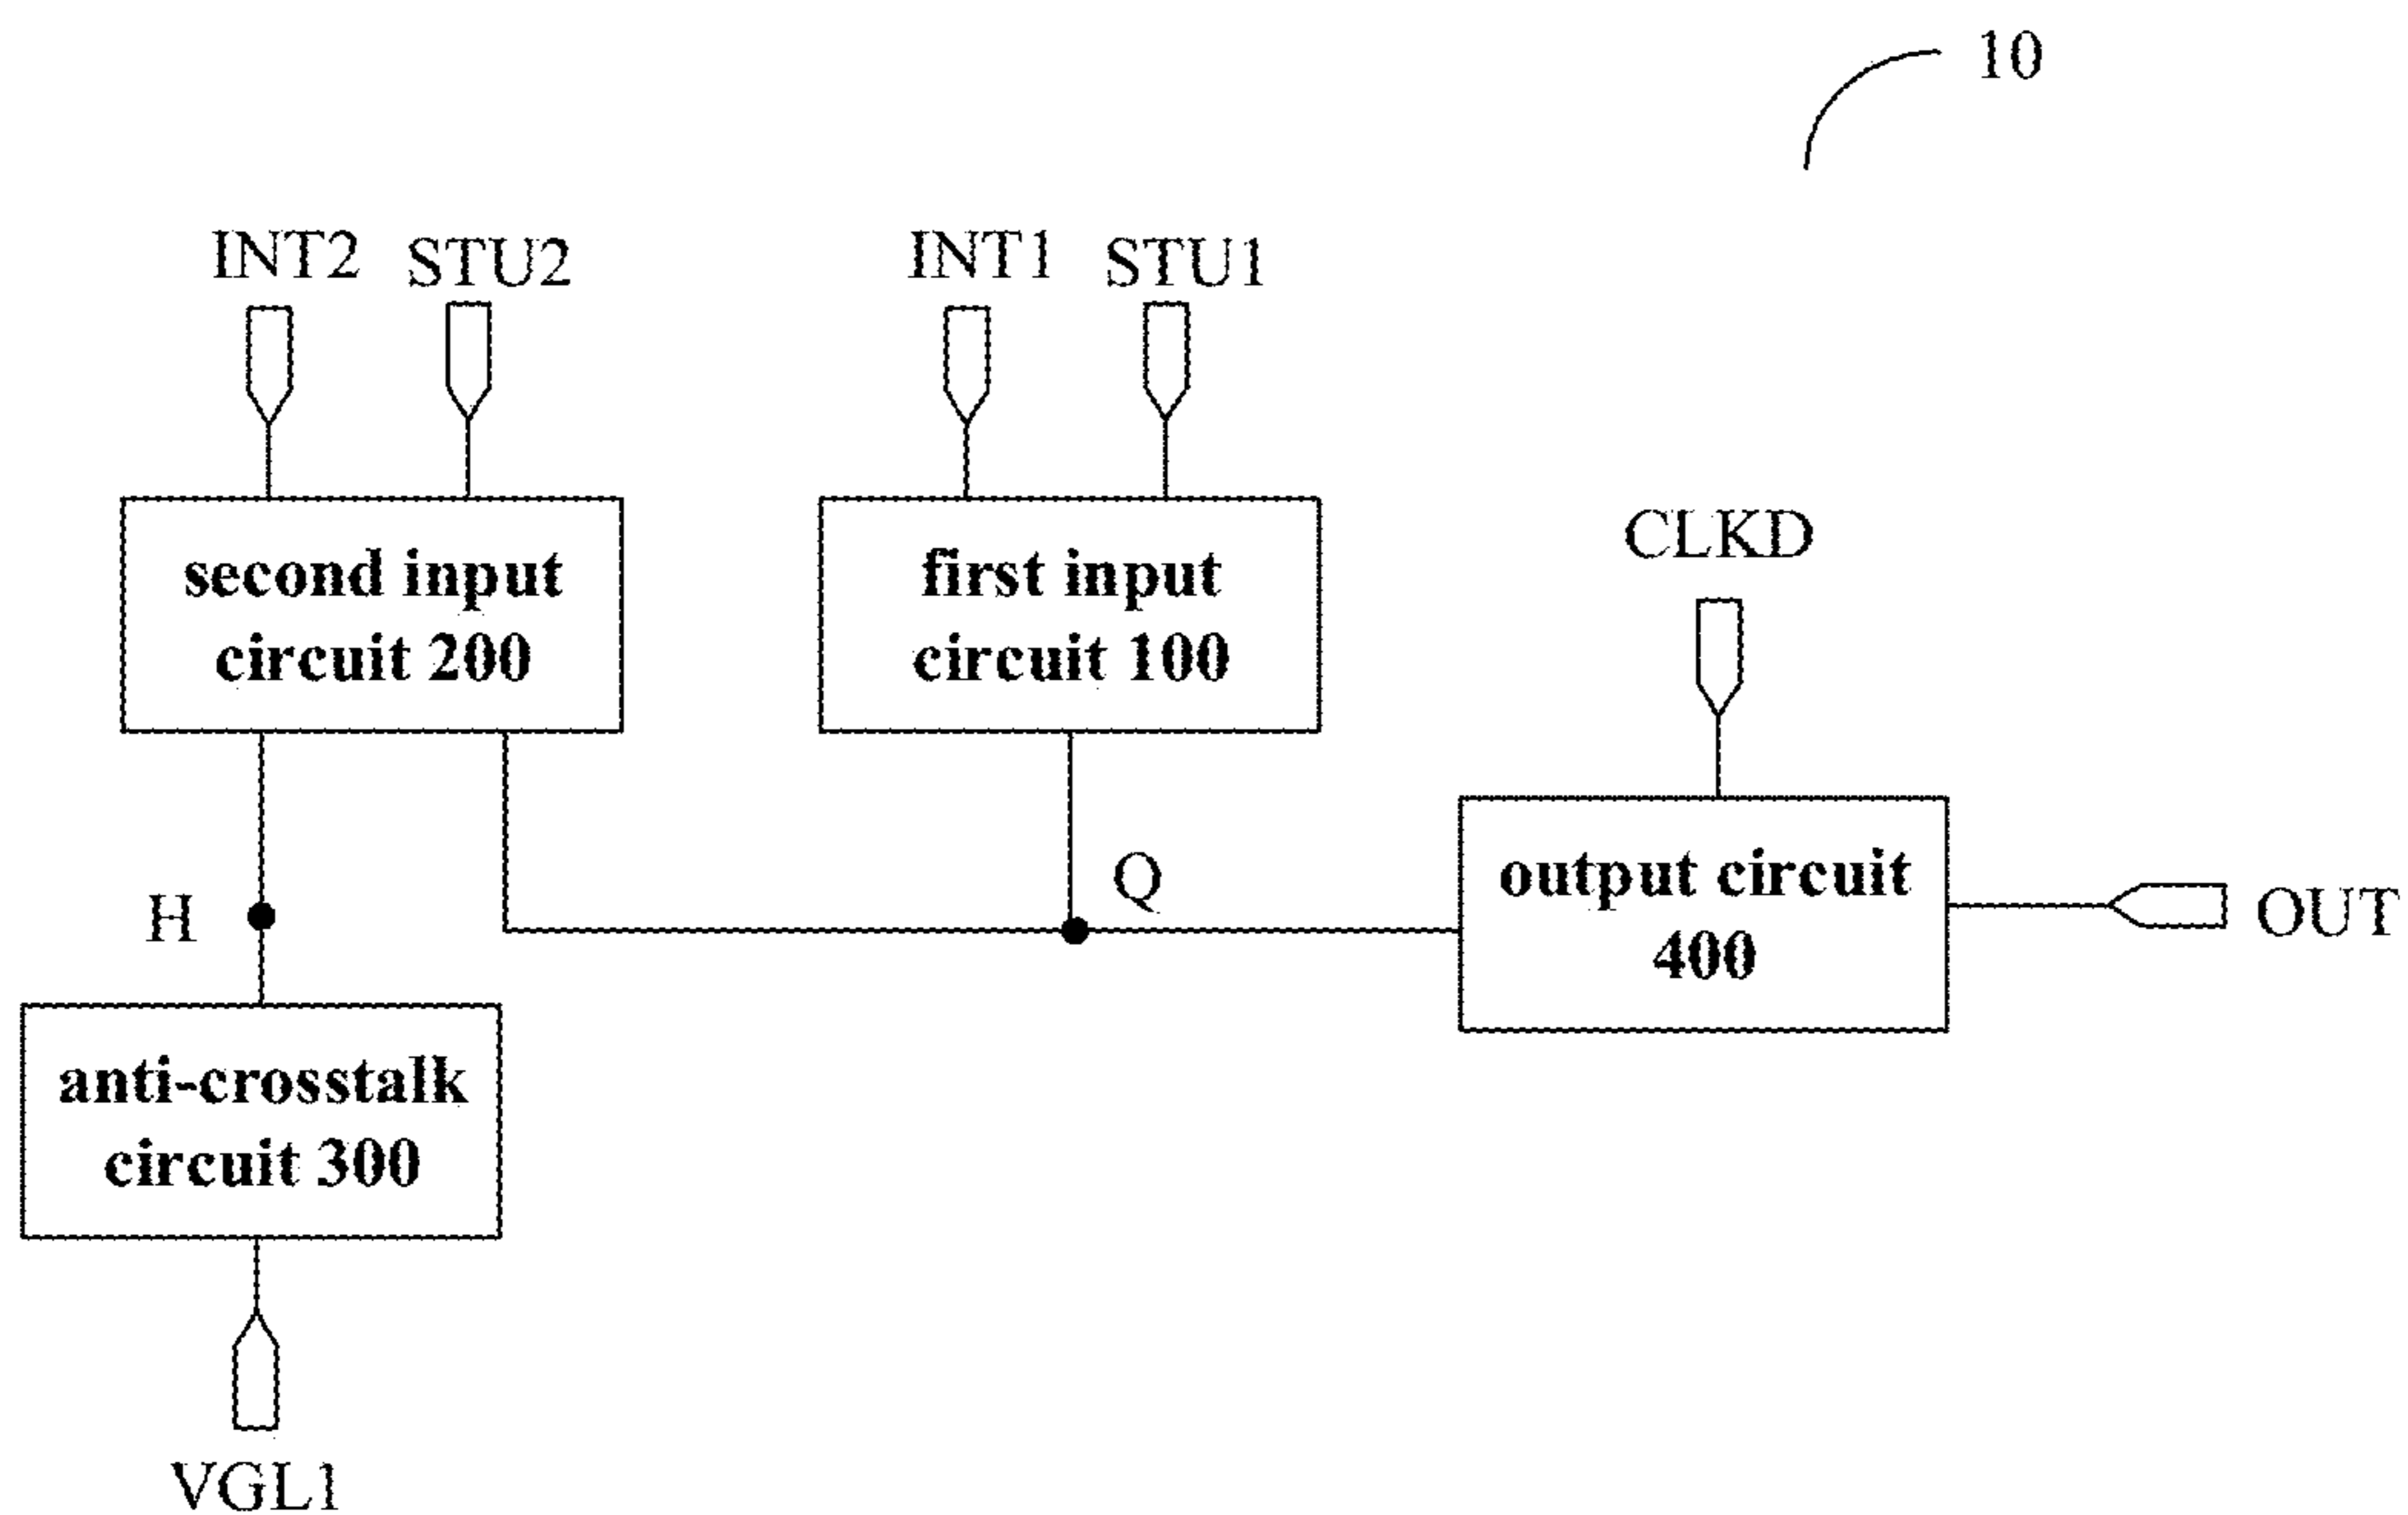 10
INT2
STU2
INT1
STU1
second input
circuit 200
first input
circuit 100
CLKD
output circuit
400
OUT
Q
H
anti-crosstalk
circuit 300
VGL1